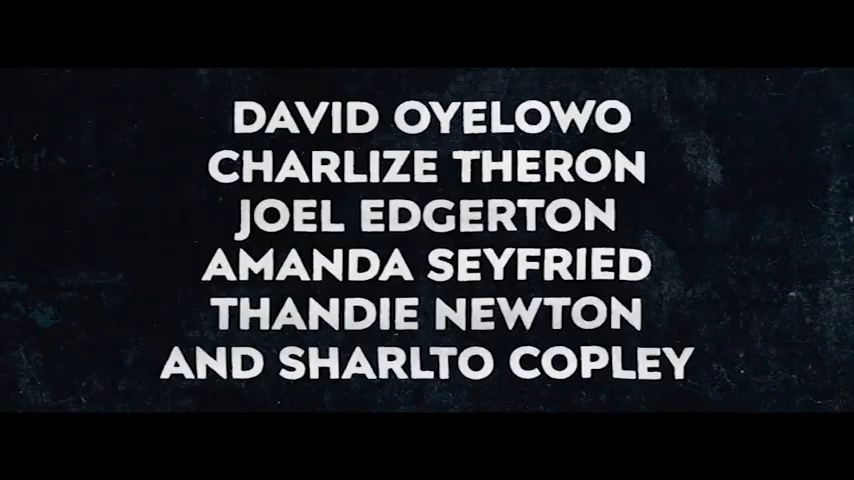 DAVID OYELOWO
CHARLIZE THERON
JOEL EDGERTON
AMANDA SEYFRIED
THANDIE NEWTON
AND SHARLTO COPLEY